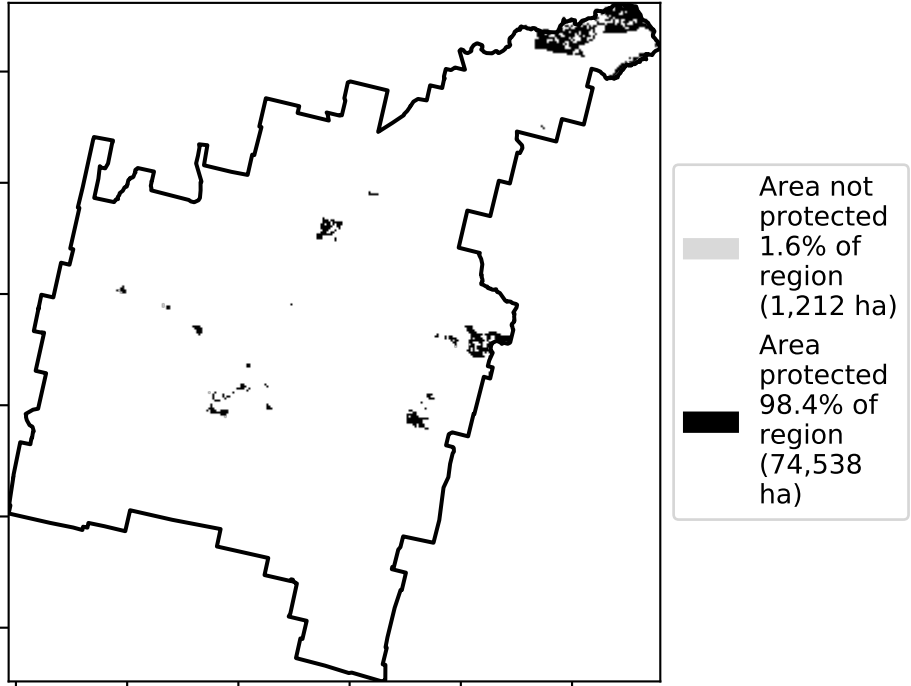 Area not
protected
1.6% of
region
(1,212 ha)
Area
protected
98.4% of
region
(74,538
ha)